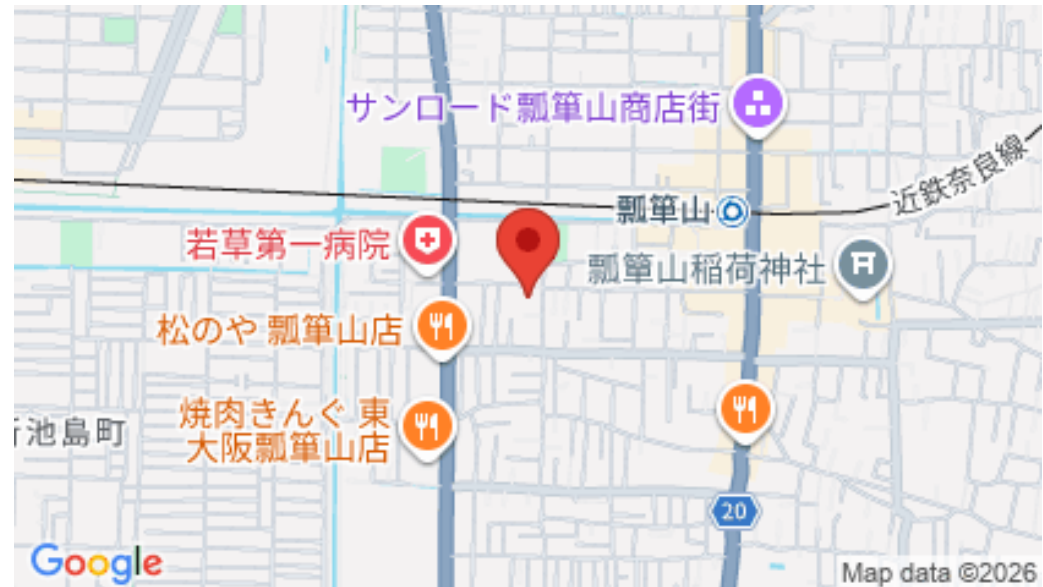 サンロード瓢箪山商店街
近鉄奈良線
瓢箪山
若草第一病院
瓢箪山稲荷神社
松のや 瓢箪山店
焼肉きんぐ 東
大阪瓢箪山店
池島町
20
Google
Map data ©2026